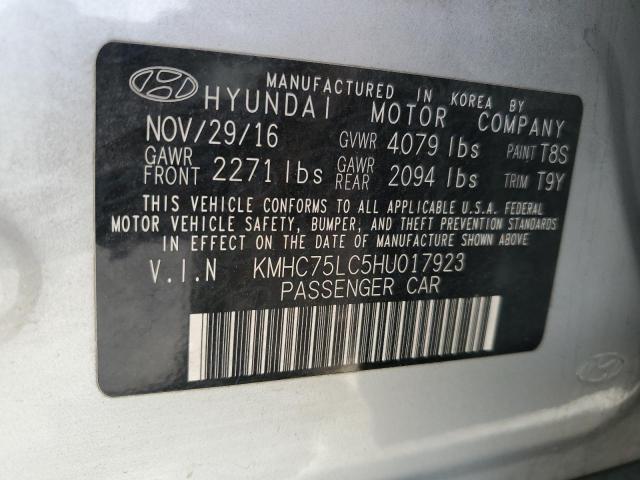 MANUFACTURED IN KOREA BY
HYUNDAI MOTOR COMPANY
NOV/29/16 GVWR 4079 lbs PAINT T8S
GAWR FRONT 2271 lbs GAWR REAR 2094 lbs TRIM T9Y
THIS VEHICLE CONFORMS TO ALL APPLICABLE U.S.A. FEDERAL
MOTOR VEHICLE SAFETY, BUMPER, AND THEFT PREVENTION STANDARDS
IN EFFECT ON THE DATE OF MANUFACTURE SHOWN ABOVE.
V.I.N KMHC75LC5HU017923
PASSENGER CAR